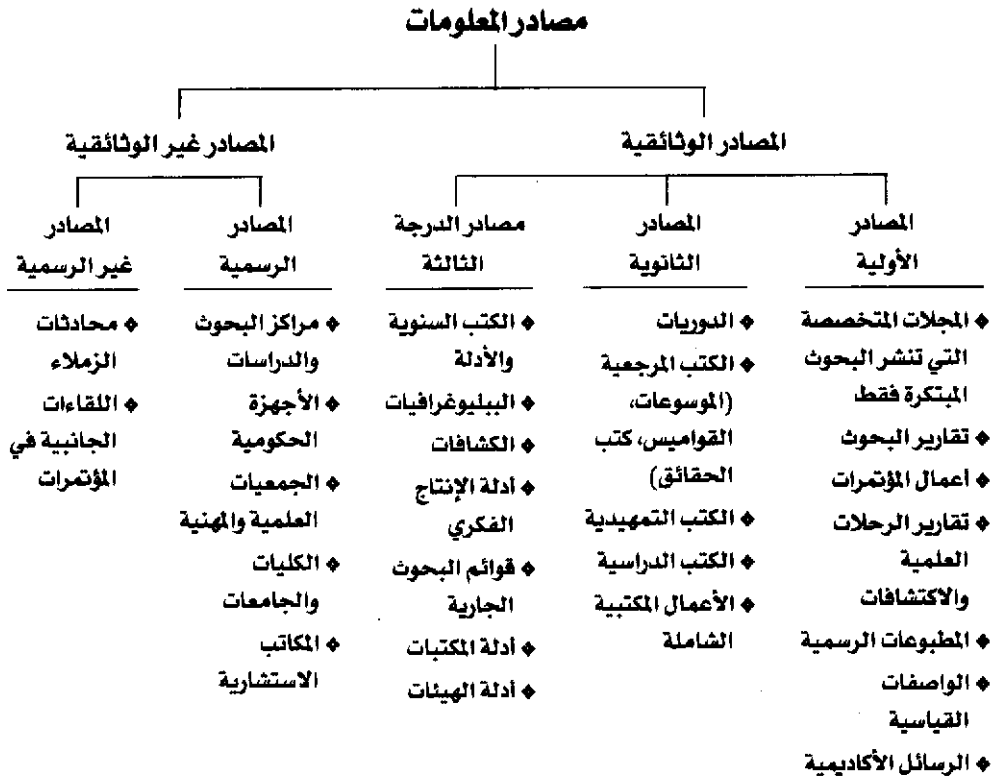 مصادر المعلومات
المصادر الوثائقية
المصادر غير الوثائقية
المصادر
الأولية
❖ المجلات المتخصصة
التي تنشر البحوث
المبتكرة فقط
❖ تقارير البحوث
❖ أعمال المؤتمرات
❖ تقارير الرحلات
العلمية
والاكتشافات
❖ المطبوعات الرسمية
❖ الواصفات
القياسية
❖ الرسائل الأكاديمية
المصادر
الثانوية
❖ الدوريات
❖ الكتب المرجعية
(الموسوعات،
القواميس، كتب
الحقائق)
❖ الكتب التمهيدية
❖ الكتب الدراسية
❖ الأعمال المكتبية
الشاملة
مصادر الدرجة
الثالثة
❖ الكتب السنوية
والأدلة
❖ الببليوغرافيات
❖ الكشافات
❖ أدلة الإنتاج
الفكري
❖ قوائم البحوث
الجارية
❖ أدلة المكتبات
❖ أدلة الهيئات
المصادر
الرسمية
❖ مراكز البحوث
والدراسات
❖ الأجهزة
الحكومية
❖ الجمعيات
العلمية والمهنية
❖ الكليات
والجامعات
❖ المكاتب
الاستشارية
المصادر
غير الرسمية
❖ محادثات
الزملاء
❖ اللقاءات
الجانبية في
المؤتمرات